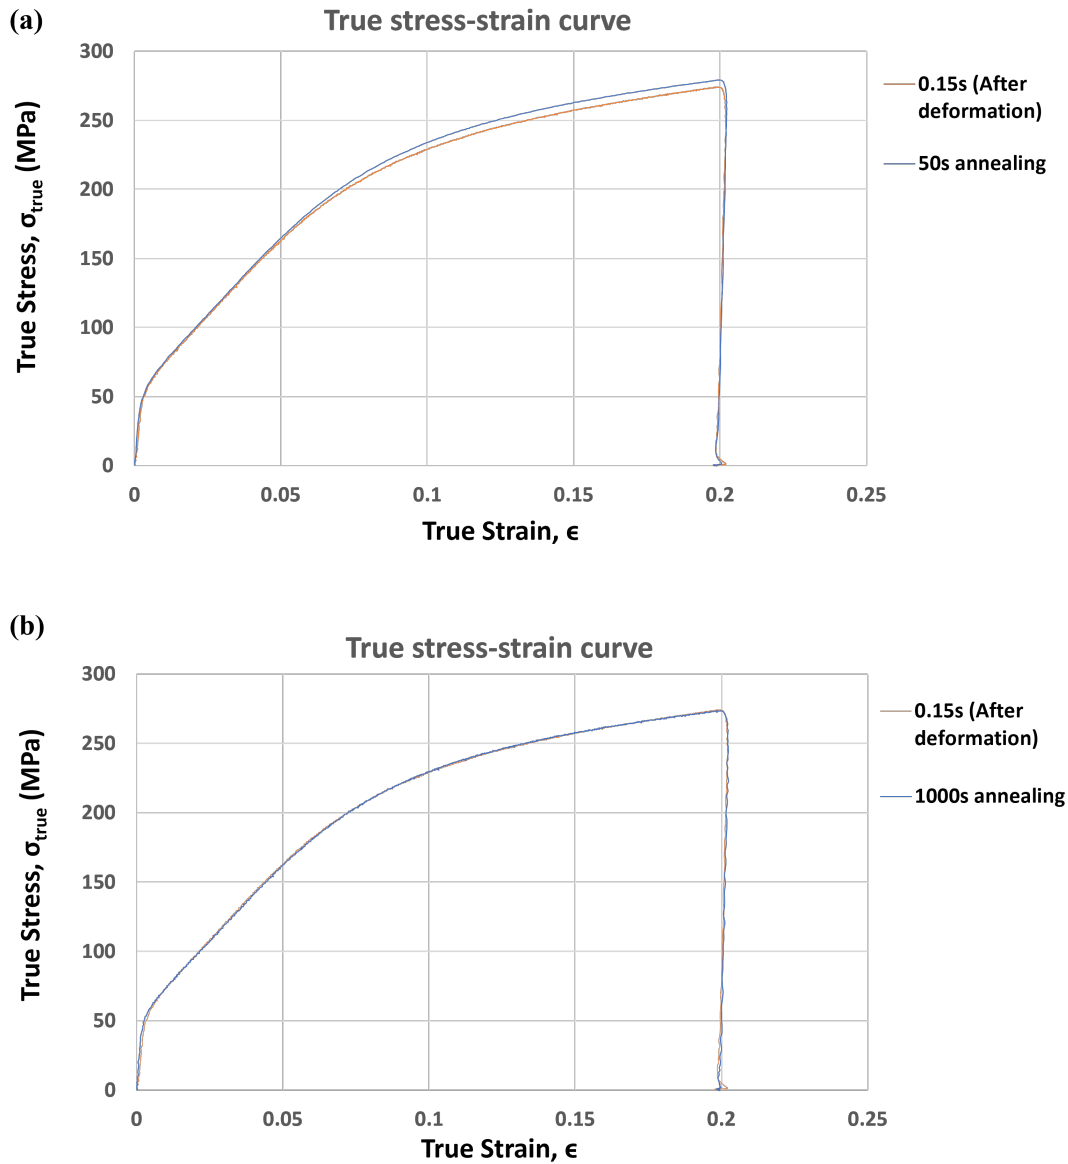 (a)
True stress-strain curve
300
250
200
150
100
50
0
True Stress, σtrue (MPa)
0 0.05 0.1 0.15 0.2 0.25
True Strain, ϵ
0.15s (After
deformation)
50s annealing
(b)
True stress-strain curve
300
250
200
150
100
50
0
True Stress, σtrue (MPa)
0 0.05 0.1 0.15 0.2 0.25
True Strain, ϵ
0.15s (After
deformation)
1000s annealing